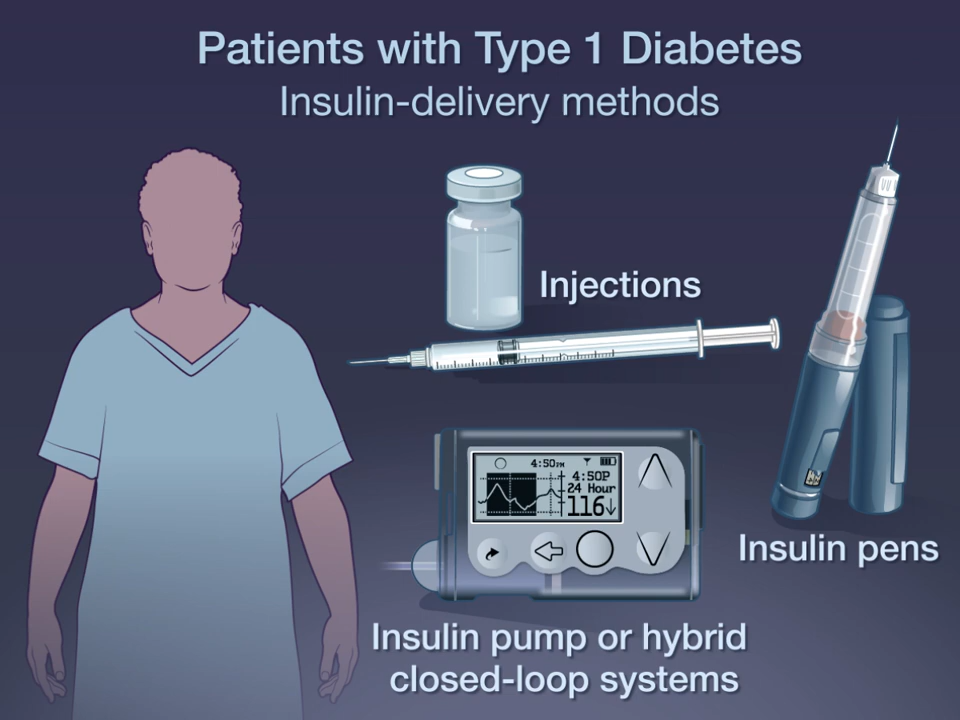 Patients with Type 1 Diabetes
Insulin-delivery methods
Injections
Insulin pens
4:50PM
4:50P
24 Hour
116↓
Insulin pump or hybrid
closed-loop systems